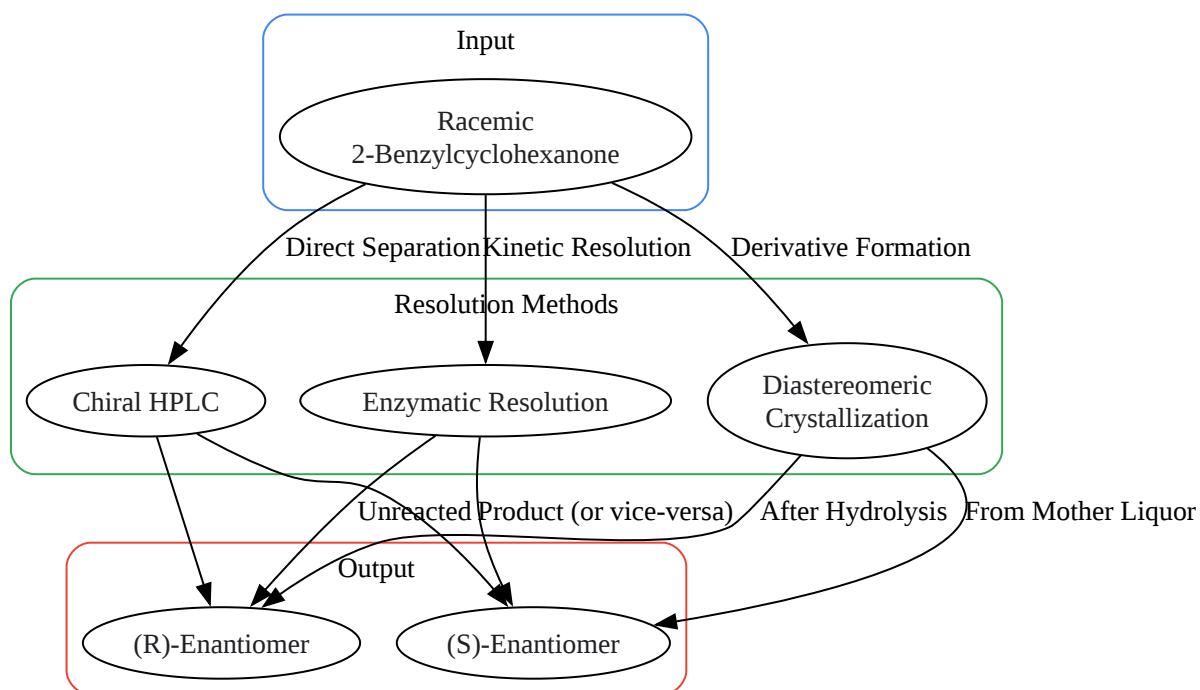 Input
Racemic
2-Benzylcyclohexanone
Direct Separation
Kinetic Resolution
Derivative Formation
Resolution Methods
Chiral HPLC
Enzymatic Resolution
Diastereomeric
Crystallization
Unreacted
Product (or vice-versa)
After Hydrolysis
From Mother Liquor
Output
(R)-Enantiomer
(S)-Enantiomer